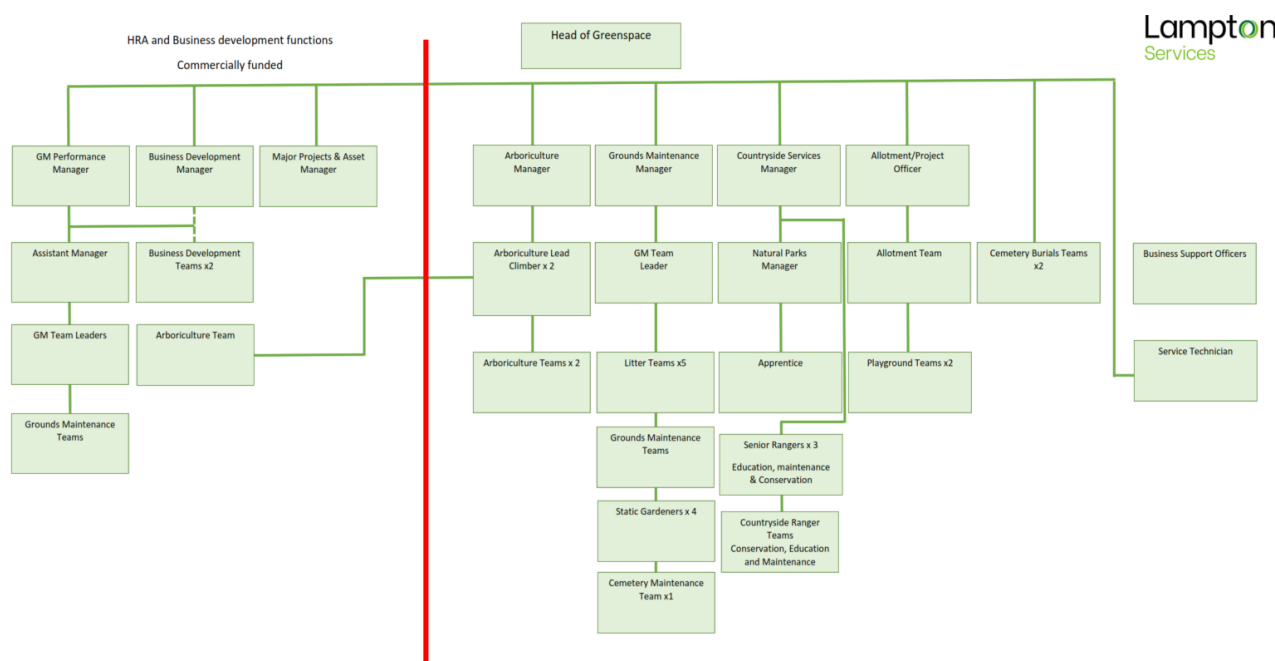 HRA and Business development functions
Commercially funded
Head of Greenspace
Lampton
Services
GM Performance
Manager
Business Development
Manager
Major Projects & Asset
Manager
Arboriculture
Manager
Grounds Maintenance
Manager
Countryside Services
Manager
Allotment/Project
Officer
Assistant Manager
Business Development
Teams x2
Arboriculture Lead
Climber x 2
GM Team
Leader
Natural Parks
Manager
Allotment Team
Cemetery Burials Teams
x2
Business Support Officers
GM Team Leaders
Arboriculture Team
Arboriculture Teams x 2
Litter Teams x5
Apprentice
Playground Teams x2
Service Technician
Grounds Maintenance
Teams
Grounds Maintenance
Teams
Senior Rangers x 3
Education, maintenance
& Conservation
Static Gardeners x 4
Countryside Ranger
Teams
Conservation, Education
and Maintenance
Cemetery Maintenance
Team x1